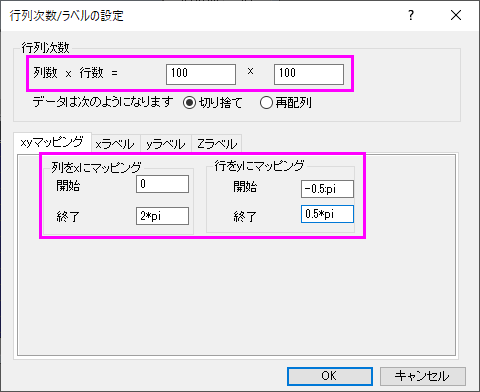 行列次数/ラベルの設定
行列次数
列数 x 行数 = 100 x 100
データは次のようになります 切り捨て 再配列
xyマッピング xラベル yラベル Zラベル
列をxにマッピング 行をyにマッピング
開始 0 開始 -0.5*pi
終了 2*pi 終了 0.5*pi
OK キャンセル